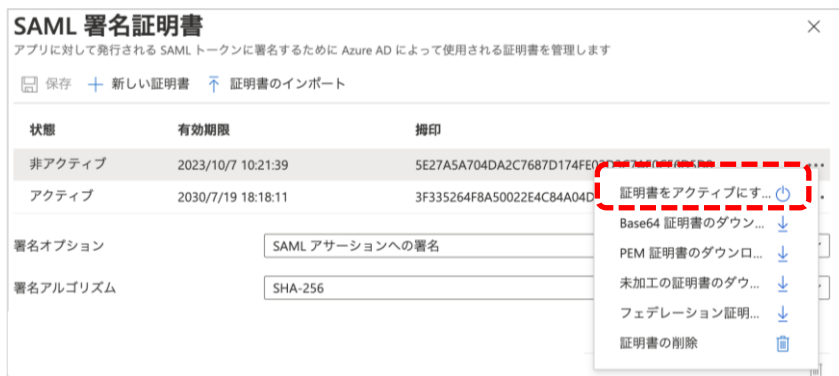 SAML 署名証明書
アプリに対して発行される SAML トークンに署名するために Azure AD によって使用される証明書を管理します
保存 新しい証明書 証明書のインポート
状態 有効期限 拇印
非アクティブ 2023/10/7 10:21:39
アクティブ 2030/7/19 18:18:11 3F335264F8A50022E4C84A04D
証明書をアクティブにす...
Base64 証明書のダウン...
PEM 証明書のダウンロ...
未加工の証明書のダウ...
フェデレーション証明...
証明書の削除
署名オプション SAML アサーションへの署名
署名アルゴリズム SHA-256